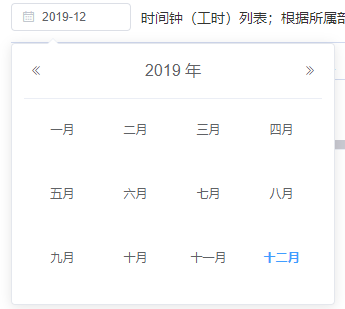 2019-12 时间钟（工时）列表；根据所属部
2019 年
一月 二月 三月 四月
五月 六月 七月 八月
九月 十月 十一月 十二月